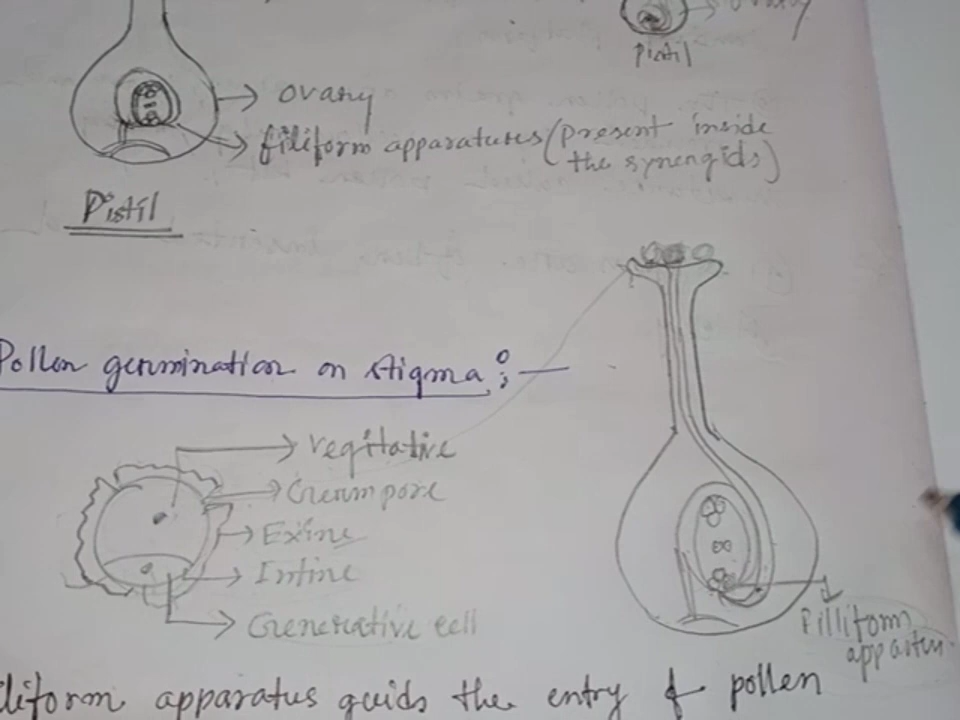 ovary
Pistil
ovary
filiform apparatures (present inside
the synergids)
Pistil
Pollen germination on stigma :—
vegitative
Germ pore
Exine
Intine
Generative cell
Filliform
liform apparatus guids the entry of pollen